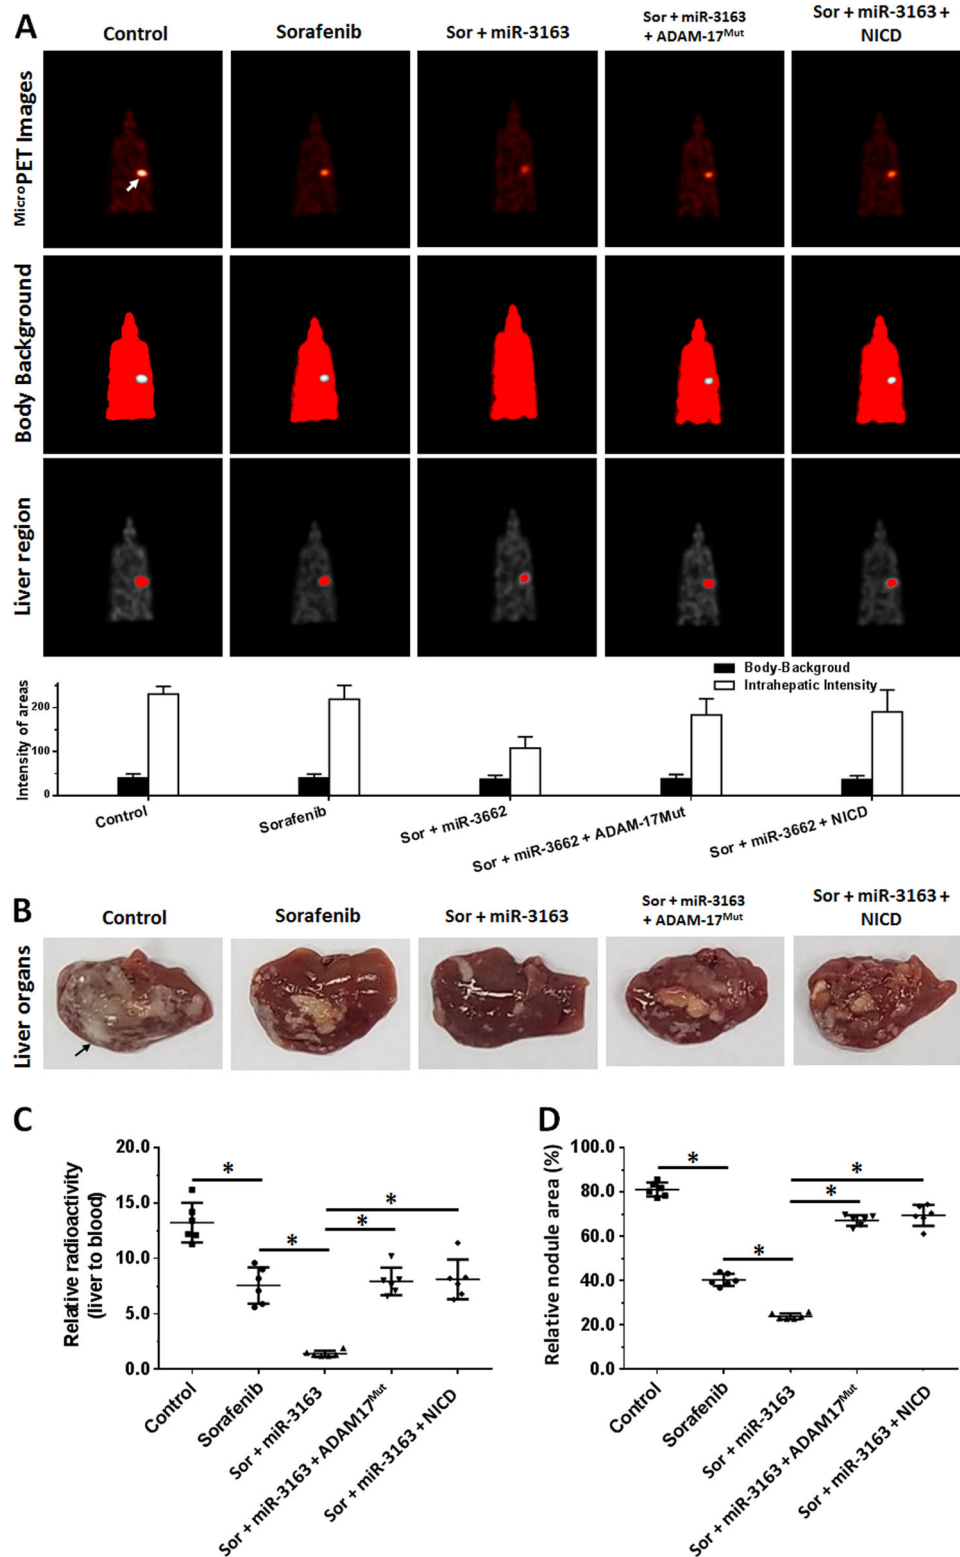 A
Control
Sorafenib
Sor + miR-3163
Sor + miR-3163
+ ADAM-17Mut
Sor + miR-3163 +
NICD
MicroPET Images
Body Background
Liver region
Intensity of areas
200
100
0
Body-Backgroud
Intrahepatic Intensity
Control
Sorafenib
Sor + miR-3662
Sor + miR-3662 + ADAM-17Mut
Sor + miR-3662 + NICD
B
Control
Sorafenib
Sor + miR-3163
Sor + miR-3163
+ ADAM-17Mut
Sor + miR-3163 +
NICD
Liver organs
C
Relative radioactivity
(liver to blood)
20.0
15.0
10.0
5.0
0.0
*
*
*
*
Control
Sorafenib
Sor + miR-3163
Sor + miR-3163 + ADAM17Mut
Sor + miR-3163 + NICD
D
Relative nodule area (%)
100.0
80.0
60.0
40.0
20.0
0.0
*
*
*
*
Control
Sorafenib
Sor + miR-3163
Sor + miR-3163 + ADAM17Mut
Sor + miR-3163 + NICD